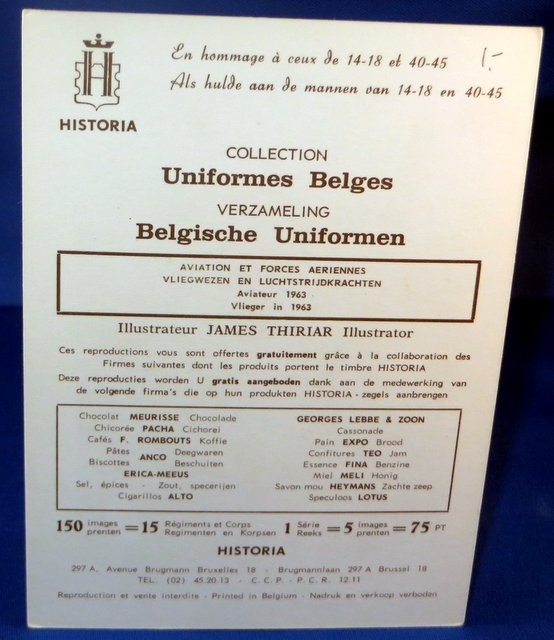 En hommage à ceux de 14-18 et 40-45
1.-
Als hulde aan de mannen van 14-18 en 40-45
H
HISTORIA
COLLECTION
Uniformes Belges
VERZAMELING
Belgische Uniformen
AVIATION ET FORCES AERIENNES
VLIEGWEZEN EN LUCHTSTRIJDKRACHTEN
Aviateur 1963
Vlieger in 1963
Illustrateur JAMES THIRIAR Illustrator
Ces reproductions vous sont offertes gratuitement grâce à la collaboration des
Firmes suivantes dont les produits portent le timbre HISTORIA
Deze reproducties worden U gratis aangeboden dank aan de medewerking van
de volgende firma's die op hun produkten HISTORIA - zegels aanbrengen
Chocolat MEURISSE Chocolade
Chicorée PACHA Cichorei
Cafés F. ROMBOUTS Koffie
Pâtes ANCO Deegwaren
Biscottes Beschuiten
ERICA-MEEUS
Sel, épices - Zout, specerijen
Cigarillos ALTO
GEORGES LEBBE & ZOON
Cassonade
Pain EXPO Brood
Confitures TEO Jam
Essence FINA Benzine
Miel MELI Honig
Savon mou HEYMANS Zachte zeep
Speculoos LOTUS
150 images prenten = 15 Régiments et Corps Regimenten en Korpsen 1 Série Reeks = 5 images prenten = 75 PT
HISTORIA
297 A. Avenue Brugmann Bruxelles 18 - Brugmannlaan 297 A Brussel 18
TEL. (02) 45.20.13 - C.C.P. - P.C.R. 12.11
Reproduction et vente interdite - Printed in Belgium - Nadruk en verkoop verboden